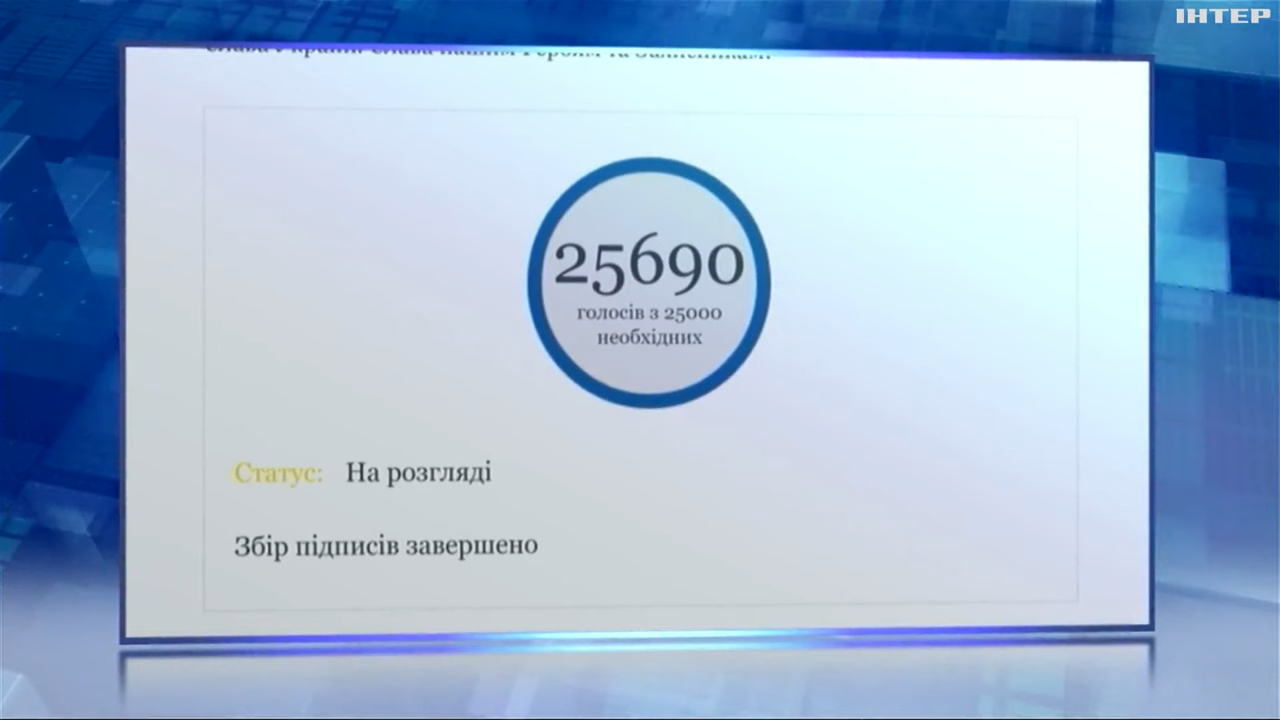 ІНТЕР
25690
голосів з 25000
необхідних
Статус: На розгляді
Збір підписів завершено